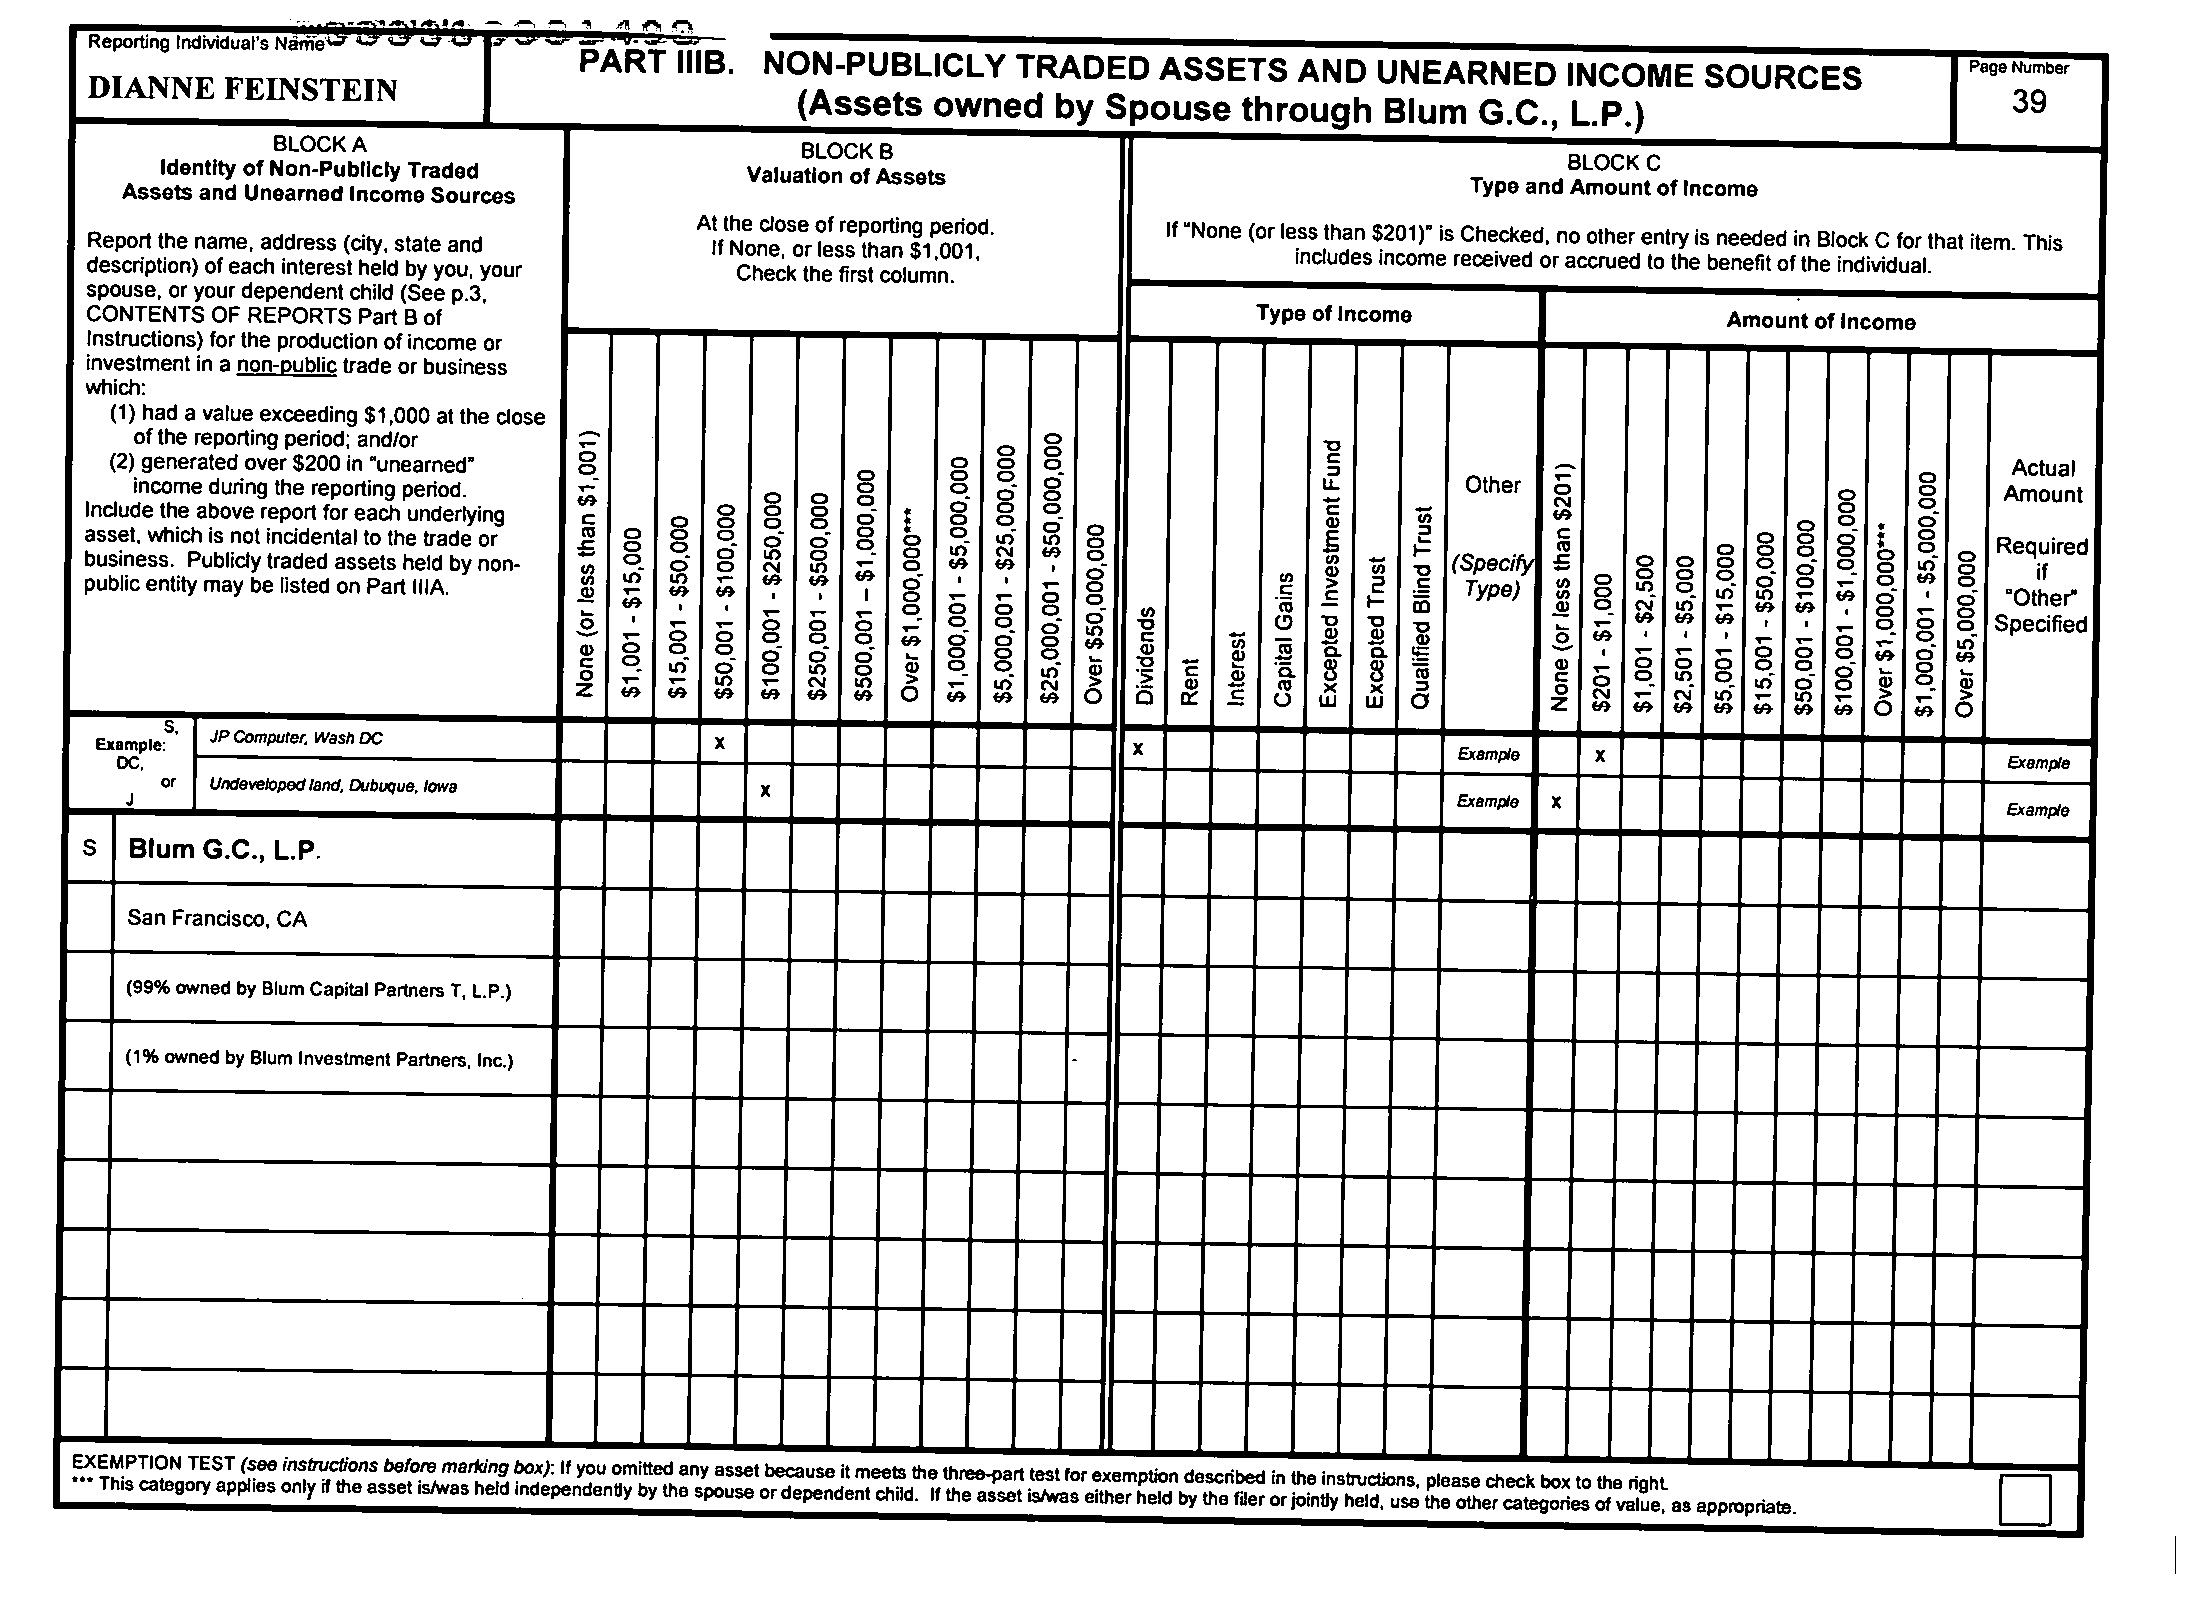 Reporting Individual's Name
DIANNE FEINSTEIN
PART IIIB. NON-PUBLICLY TRADED ASSETS AND UNEARNED INCOME SOURCES
(Assets owned by Spouse through Blum G.C., L.P.)
Page Number
39
BLOCK A
Identity of Non-Publicly Traded
Assets and Unearned Income Sources
Report the name, address (city, state and
description) of each interest held by you, your
spouse, or your dependent child (See p.3,
CONTENTS OF REPORTS Part B of
Instructions) for the production of income or
investment in a non-public trade or business
which:
(1) had a value exceeding $1,000 at the close
of the reporting period; and/or
(2) generated over $200 in "unearned"
income during the reporting period.
Include the above report for each underlying
asset, which is not incidental to the trade or
business. Publicly traded assets held by non-
public entity may be listed on Part IIIA.
BLOCK B
Valuation of Assets
At the close of reporting period.
If None, or less than $1,001,
Check the first column.
None (or less than $1,001)
$1,001 - $15,000
$15,001 - $50,000
$50,001 - $100,000
$100,001 - $250,000
$250,001 - $500,000
$500,001 – $1,000,000
Over $1,000,000***
$1,000,001 - $5,000,000
$5,000,001 - $25,000,000
$25,000,001 - $50,000,000
Over $50,000,000
BLOCK C
Type and Amount of Income
If "None (or less than $201)" is Checked, no other entry is needed in Block C for that item. This
includes income received or accrued to the benefit of the individual.
Type of Income
Amount of Income
Dividends
Rent
Interest
Capital Gains
Excepted Investment Fund
Excepted Trust
Qualified Blind Trust
Other
(Specify
Type)
None (or less than $201)
$201 - $1,000
$1,001 - $2,500
$2,501 - $5,000
$5,001 - $15,000
$15,001 - $50,000
$50,001 - $100,000
$100,001 - $1,000,000
Over $1,000,000***
$1,000,001 - $5,000,000
Over $5,000,000
Actual
Amount
Required
if
"Other"
Specified
S,
Example:
DC,
or
J
JP Computer, Wash DC
X
X
Example
X
Example
Undeveloped land, Dubuque, Iowa
X
Example
X
Example
S
Blum G.C., L.P.
San Francisco, CA
(99% owned by Blum Capital Partners T, L.P.)
(1% owned by Blum Investment Partners, Inc.)
EXEMPTION TEST (see instructions before marking box): If you omitted any asset because it meets the three-part test for exemption described in the instructions, please check box to the right.
*** This category applies only if the asset is/was held independently by the spouse or dependent child. If the asset is/was either held by the filer or jointly held, use the other categories of value, as appropriate.